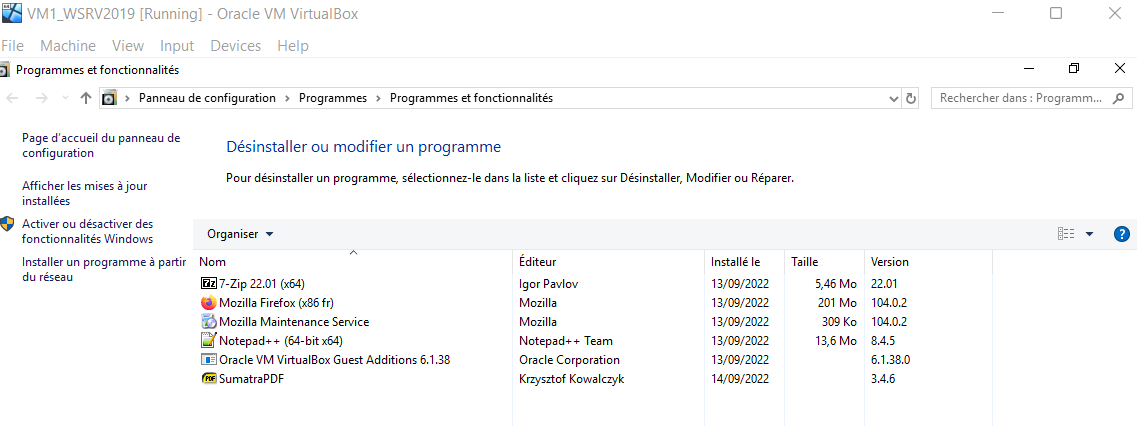 VM1_WSRV2019 [Running] - Oracle VM VirtualBox
File Machine View Input Devices Help
Programmes et fonctionnalités
Panneau de configuration > Programmes > Programmes et fonctionnalités
Rechercher dans : Programm...
Page d'accueil du panneau de
configuration
Afficher les mises à jour
installées
Activer ou désactiver des
fonctionnalités Windows
Installer un programme à partir
du réseau
Désinstaller ou modifier un programme
Pour désinstaller un programme, sélectionnez-le dans la liste et cliquez sur Désinstaller, Modifier ou Réparer.
Organiser
Nom Éditeur Installé le Taille Version
7-Zip 22.01 (x64) Igor Pavlov 13/09/2022 5,46 Mo 22.01
Mozilla Firefox (x86 fr) Mozilla 13/09/2022 201 Mo 104.0.2
Mozilla Maintenance Service Mozilla 13/09/2022 309 Ko 104.0.2
Notepad++ (64-bit x64) Notepad++ Team 13/09/2022 13,6 Mo 8.4.5
Oracle VM VirtualBox Guest Additions 6.1.38 Oracle Corporation 13/09/2022 6.1.38.0
SumatraPDF Krzysztof Kowalczyk 14/09/2022 3.4.6